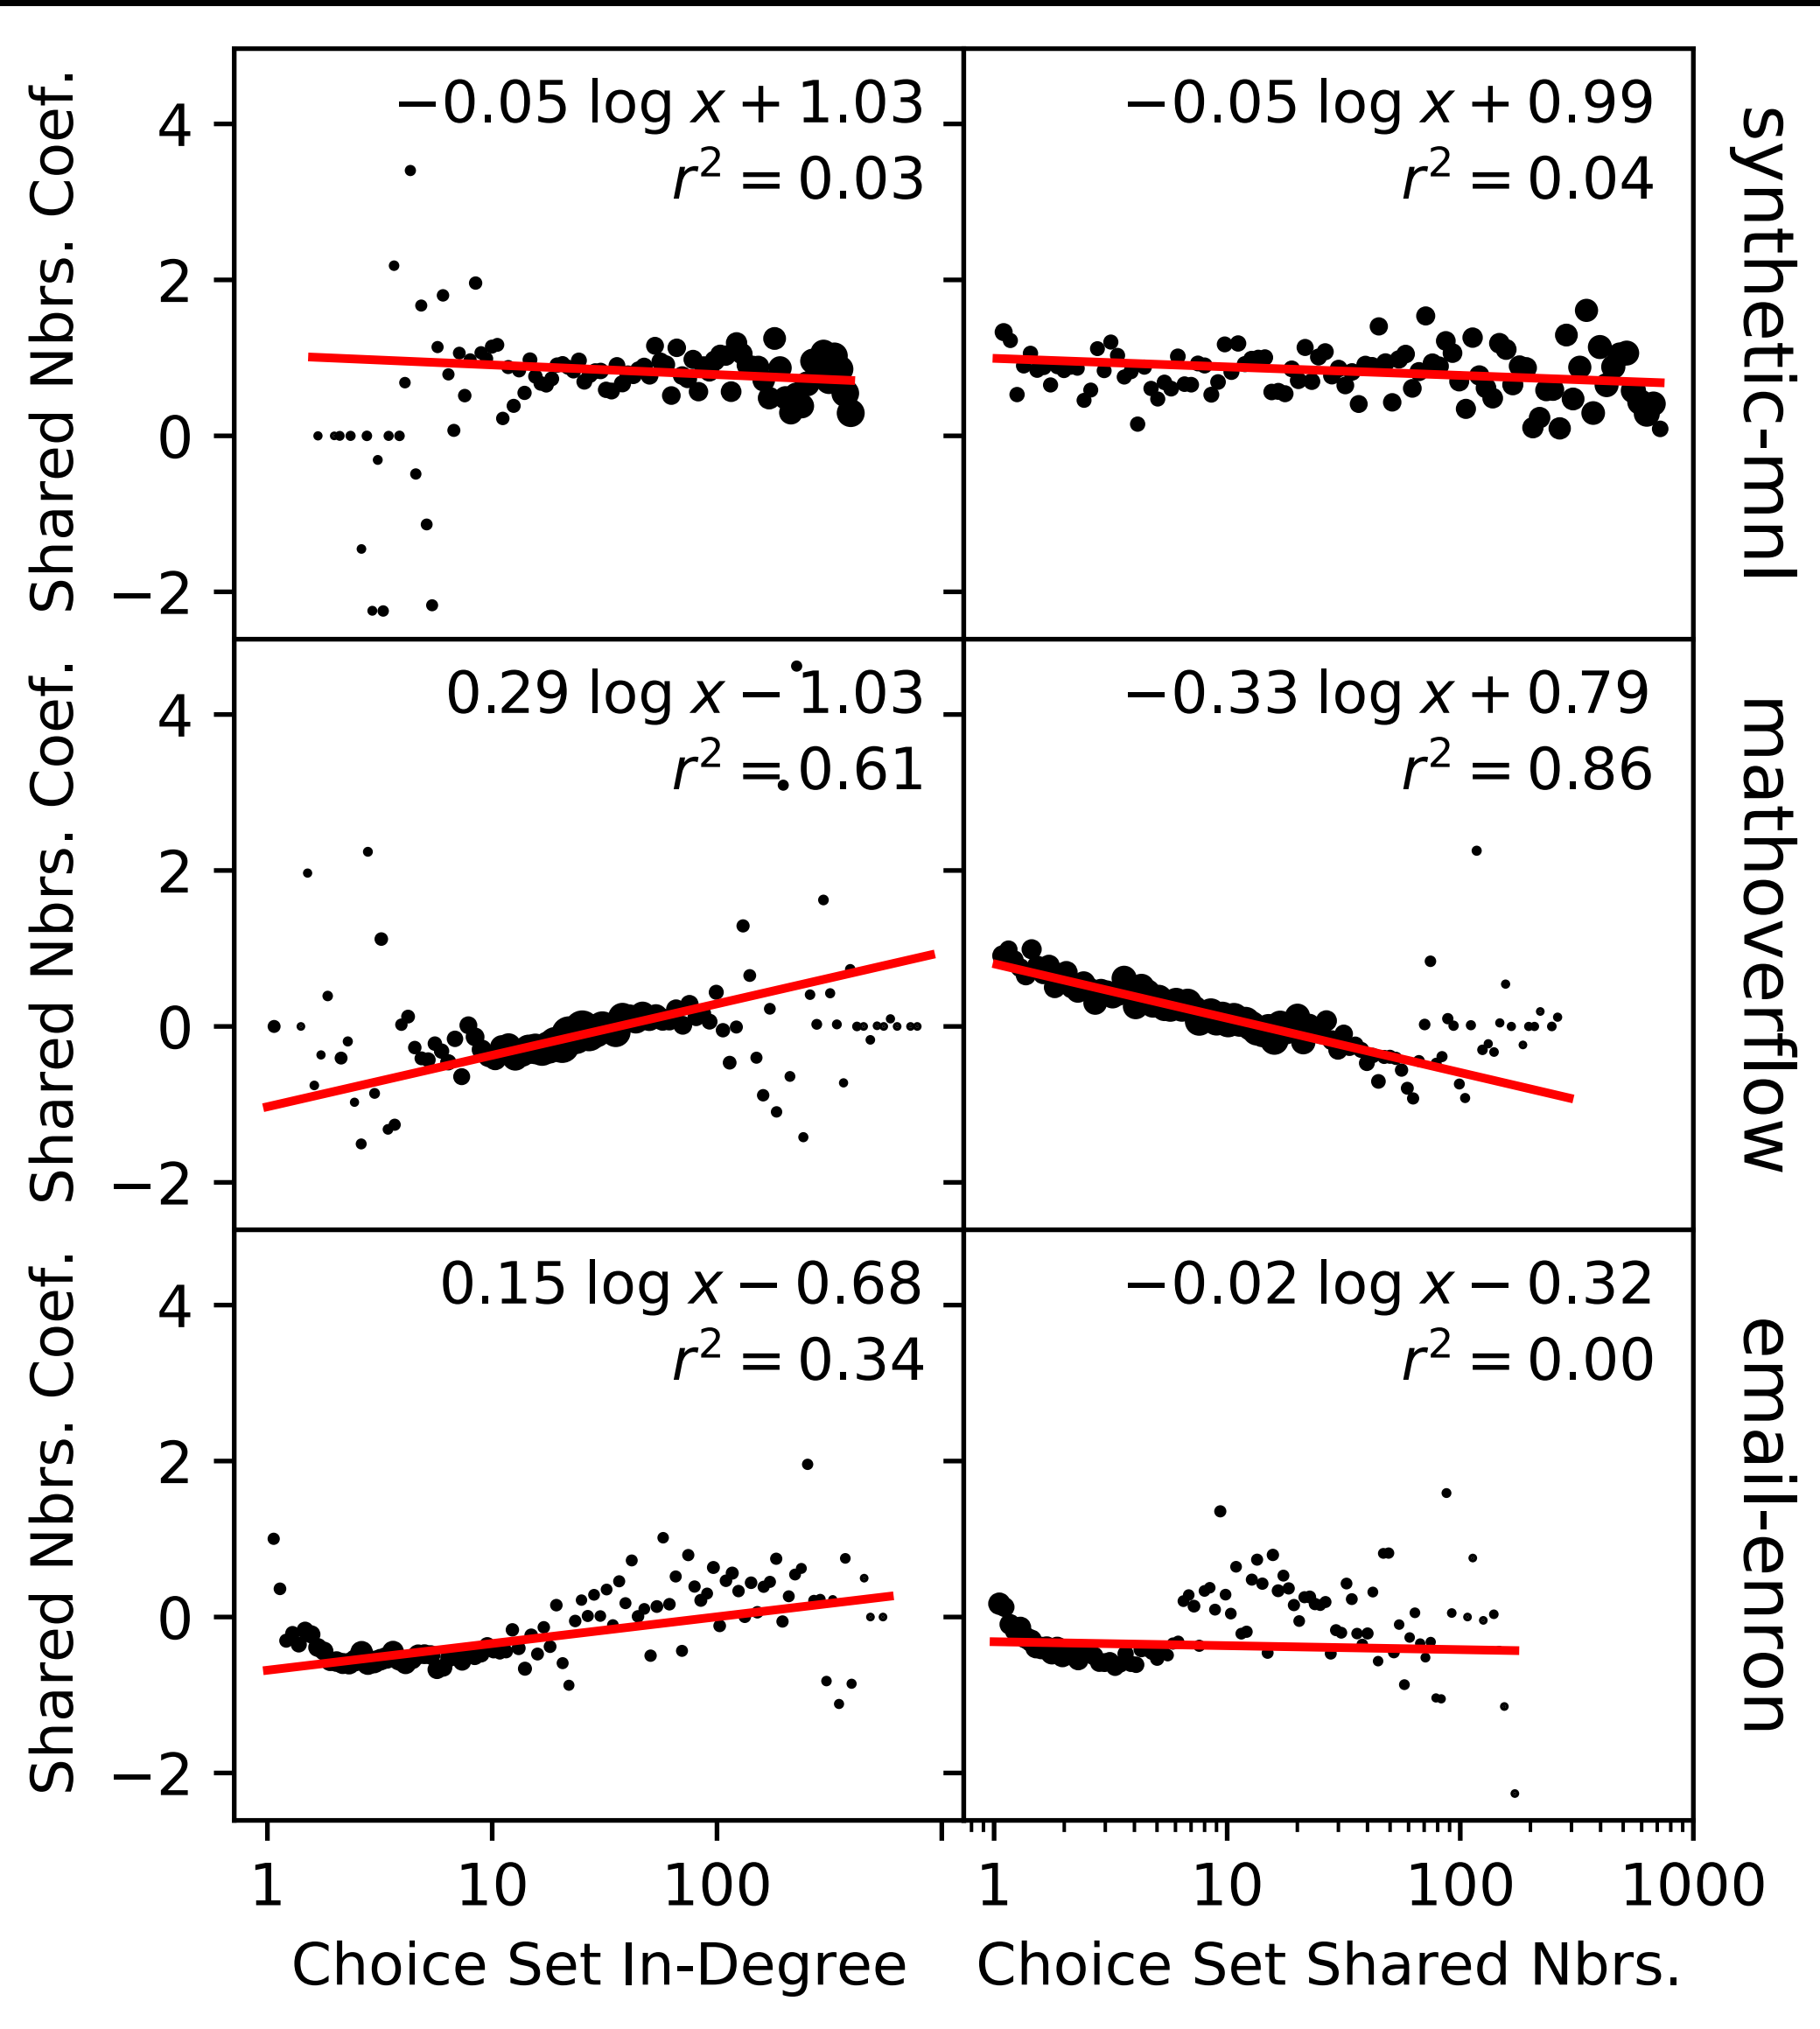 Shared Nbrs. Coef.
4
2
0
−2
−0.05 log x + 1.03
r² = 0.03
−0.05 log x + 0.99
r² = 0.04
synthetic-mnl
Shared Nbrs. Coef.
4
2
0
−2
0.29 log x − 1.03
r² = 0.61
−0.33 log x + 0.79
r² = 0.86
mathoverflow
Shared Nbrs. Coef.
4
2
0
−2
0.15 log x − 0.68
r² = 0.34
−0.02 log x − 0.32
r² = 0.00
email-enron
1 10 100
1 10 100 1000
Choice Set In-Degree
Choice Set Shared Nbrs.